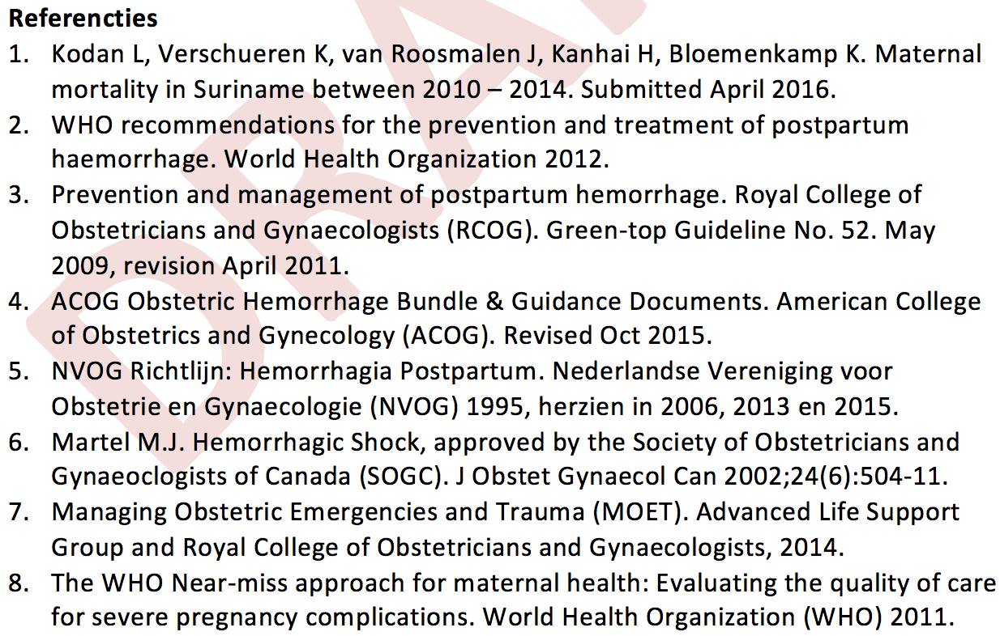 Referencties
1. Kodan L, Verschueren K, van Roosmalen J, Kanhai H, Bloemenkamp K. Maternal
mortality in Suriname between 2010 – 2014. Submitted April 2016.
2. WHO recommendations for the prevention and treatment of postpartum
haemorrhage. World Health Organization 2012.
3. Prevention and management of postpartum hemorrhage. Royal College of
Obstetricians and Gynaecologists (RCOG). Green-top Guideline No. 52. May
2009, revision April 2011.
4. ACOG Obstetric Hemorrhage Bundle & Guidance Documents. American College
of Obstetrics and Gynecology (ACOG). Revised Oct 2015.
5. NVOG Richtlijn: Hemorrhagia Postpartum. Nederlandse Vereniging voor
Obstetrie en Gynaecologie (NVOG) 1995, herzien in 2006, 2013 en 2015.
6. Martel M.J. Hemorrhagic Shock, approved by the Society of Obstetricians and
Gynaeoclogists of Canada (SOGC). J Obstet Gynaecol Can 2002;24(6):504-11.
7. Managing Obstetric Emergencies and Trauma (MOET). Advanced Life Support
Group and Royal College of Obstetricians and Gynaecologists, 2014.
8. The WHO Near-miss approach for maternal health: Evaluating the quality of care
for severe pregnancy complications. World Health Organization (WHO) 2011.